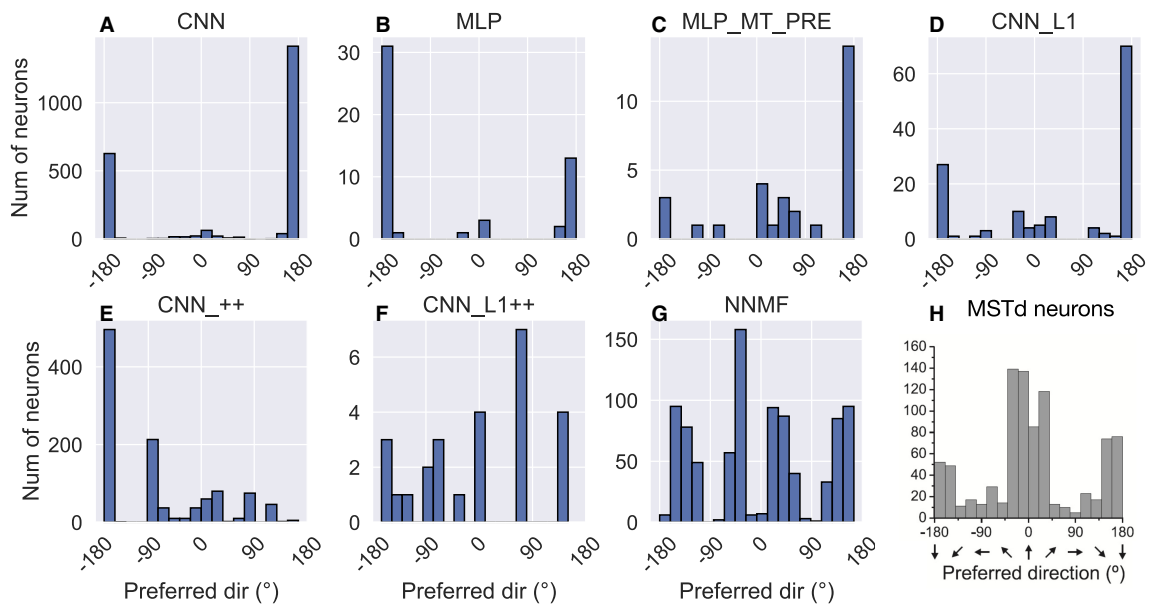 A CNN
B MLP
C MLP_MT_PRE
D CNN_L1
Num of neurons
1000
500
0
-180 -90 0 90 180
30
20
10
0
-180 -90 0 90 180
10
5
0
-180 -90 0 90 180
60
40
20
0
-180 -90 0 90 180
E CNN_++
F CNN_L1++
G NNMF
H MSTd neurons
Num of neurons
400
200
0
-180 -90 0 90 180
Preferred dir (°)
6
4
2
0
-180 -90 0 90 180
Preferred dir (°)
150
100
50
0
-180 -90 0 90 180
Preferred dir (°)
160
140
120
100
80
60
40
20
0
-180 -90 0 90 180
Preferred direction (º)